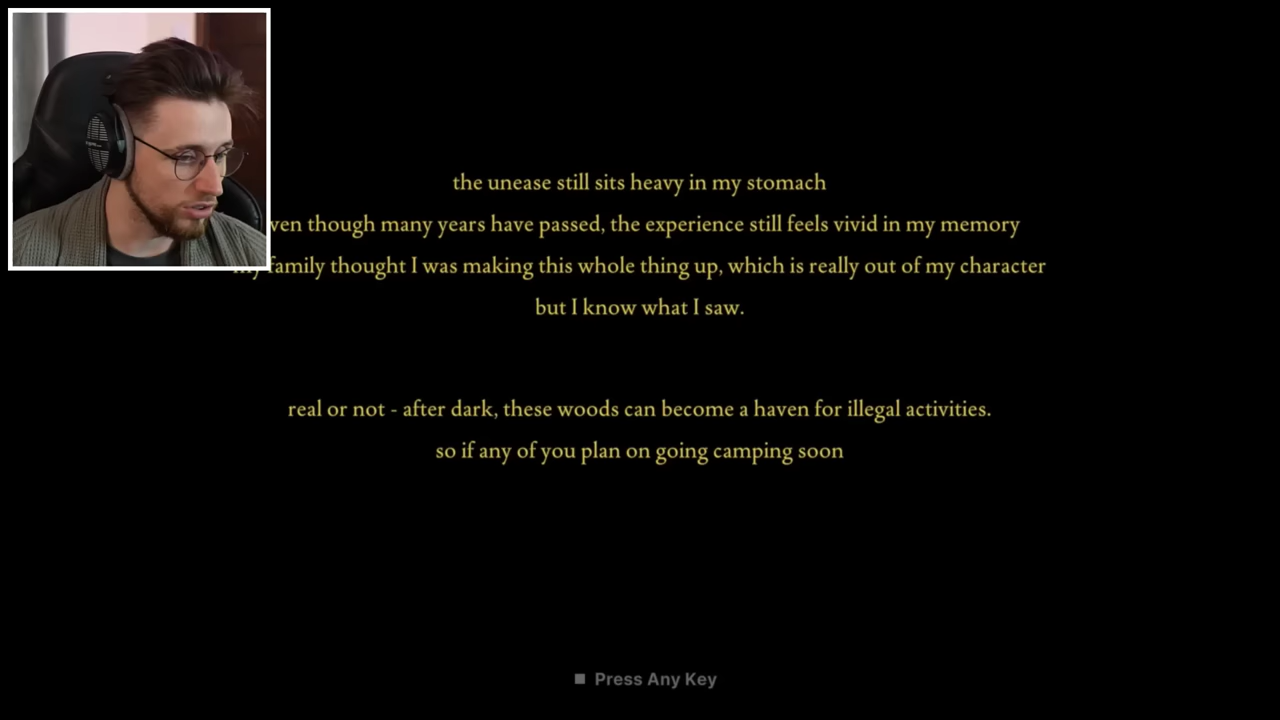 the unease still sits heavy in my stomach
though many years have passed, the experience still feels vivid in my memory
family thought I was making this whole thing up, which is really out of my character
but I know what I saw.
real or not - after dark, these woods can become a haven for illegal activities.
so if any of you plan on going camping soon
Press Any Key